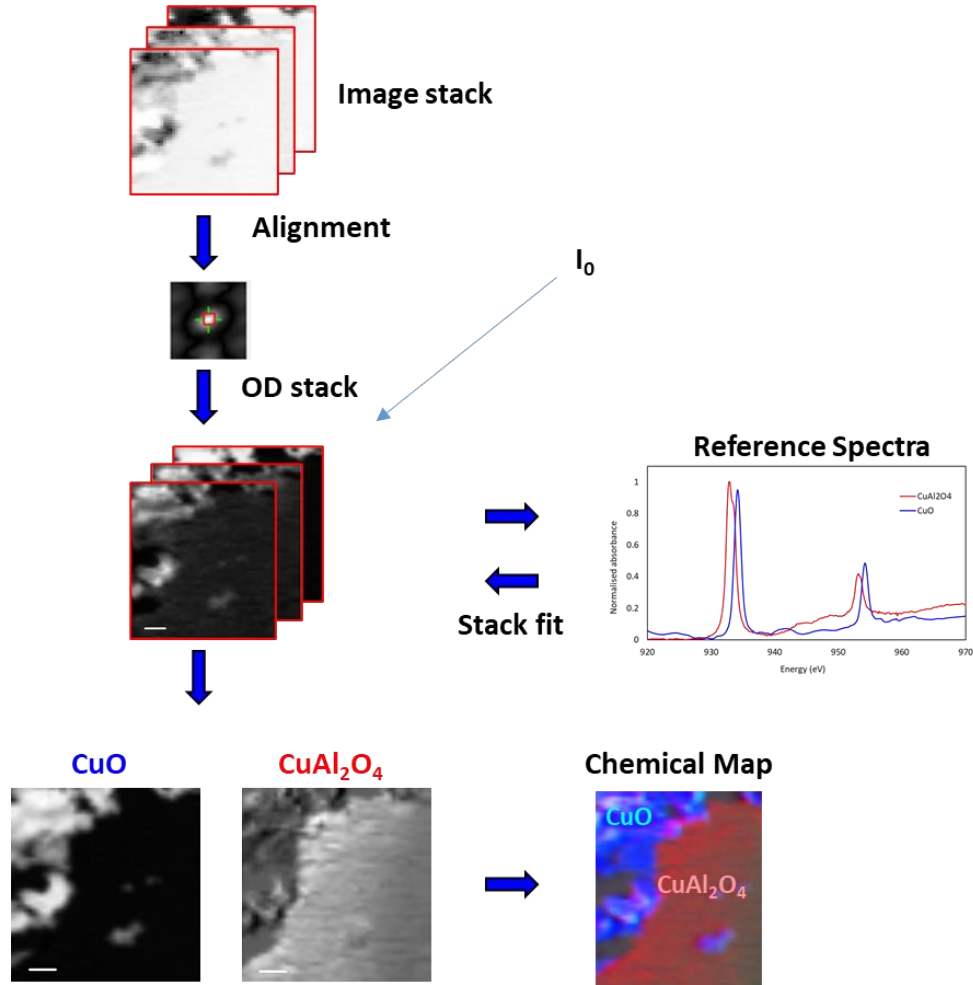 Image stack
Alignment
I₀
OD stack
Reference Spectra
1
0.8
0.6
0.4
0.2
0
Normalised absorbance
CuAl2O4
CuO
920
930
940
950
960
970
Energy (eV)
Stack fit
CuO
CuAl₂O₄
Chemical Map
CuO
CuAl₂O₄